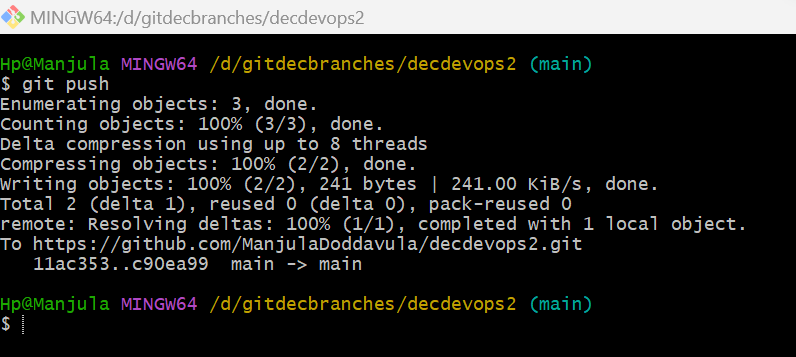 MINGW64:/d/gitdecbranches/decdevops2
Hp@Manjula MINGW64 /d/gitdecbranches/decdevops2 (main)
$ git push
Enumerating objects: 3, done.
Counting objects: 100% (3/3), done.
Delta compression using up to 8 threads
Compressing objects: 100% (2/2), done.
Writing objects: 100% (2/2), 241 bytes | 241.00 KiB/s, done.
Total 2 (delta 1), reused 0 (delta 0), pack-reused 0
remote: Resolving deltas: 100% (1/1), completed with 1 local object.
To https://github.com/ManjulaDoddavula/decdevops2.git
   11ac353..c90ea99  main -> main
Hp@Manjula MINGW64 /d/gitdecbranches/decdevops2 (main)
$